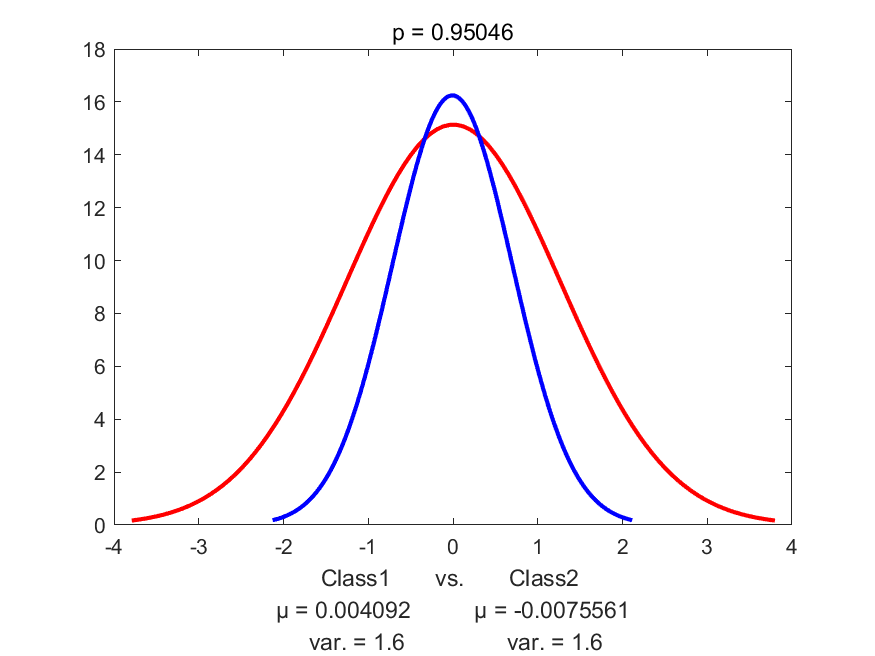 p = 0.95046
18
16
14
12
10
8
6
4
2
0
-4 -3 -2 -1 0 1 2 3 4
Class1 vs. Class2
μ = 0.004092 μ = -0.0075561
var. = 1.6 var. = 1.6